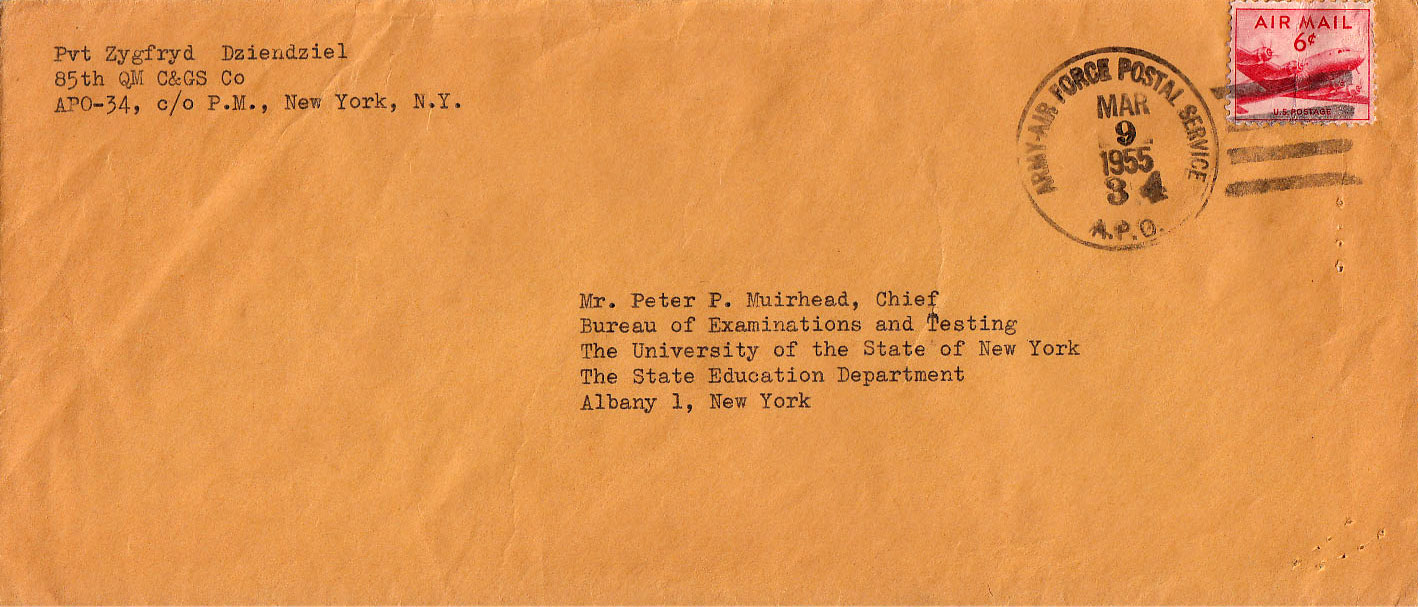 Pvt Zygfryd Dziendziel
85th QM C&GS Co
APO-34, c/o P.M., New York, N.Y.
AIR MAIL
6¢
U.S. POSTAGE
ARMY-AIR FORCE POSTAL SERVICE
MAR
9
1955
34
A.P.O.
Mr. Peter P. Muirhead, Chief
Bureau of Examinations and Testing
The University of the State of New York
The State Education Department
Albany 1, New York